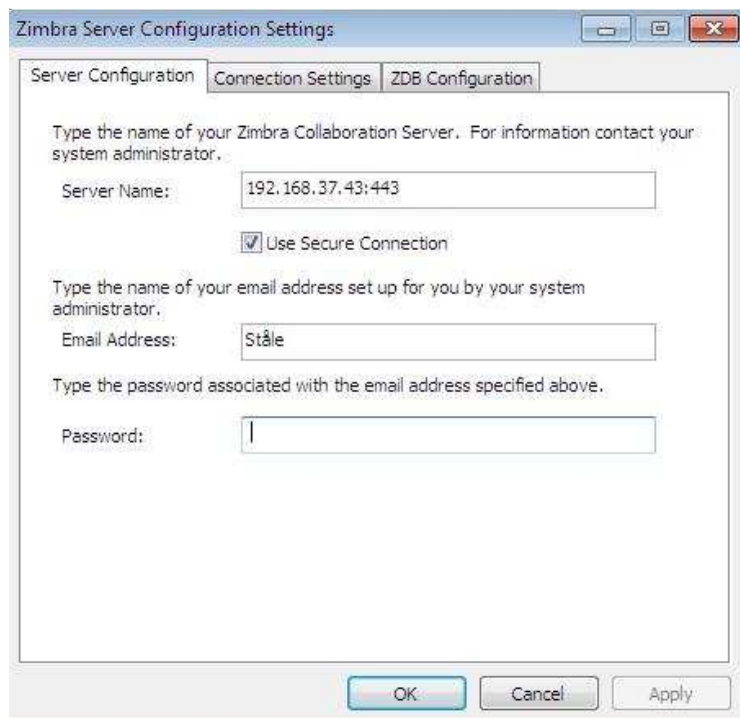 Zimbra Server Configuration Settings
Server Configuration
Connection Settings
ZDB Configuration
Type the name of your Zimbra Collaboration Server. For information contact your
system administrator.
Server Name:
192.168.37.43:443
Use Secure Connection
Type the name of your email address set up for you by your system
administrator.
Email Address:
Ståle
Type the password associated with the email address specified above.
Password:
OK
Cancel
Apply